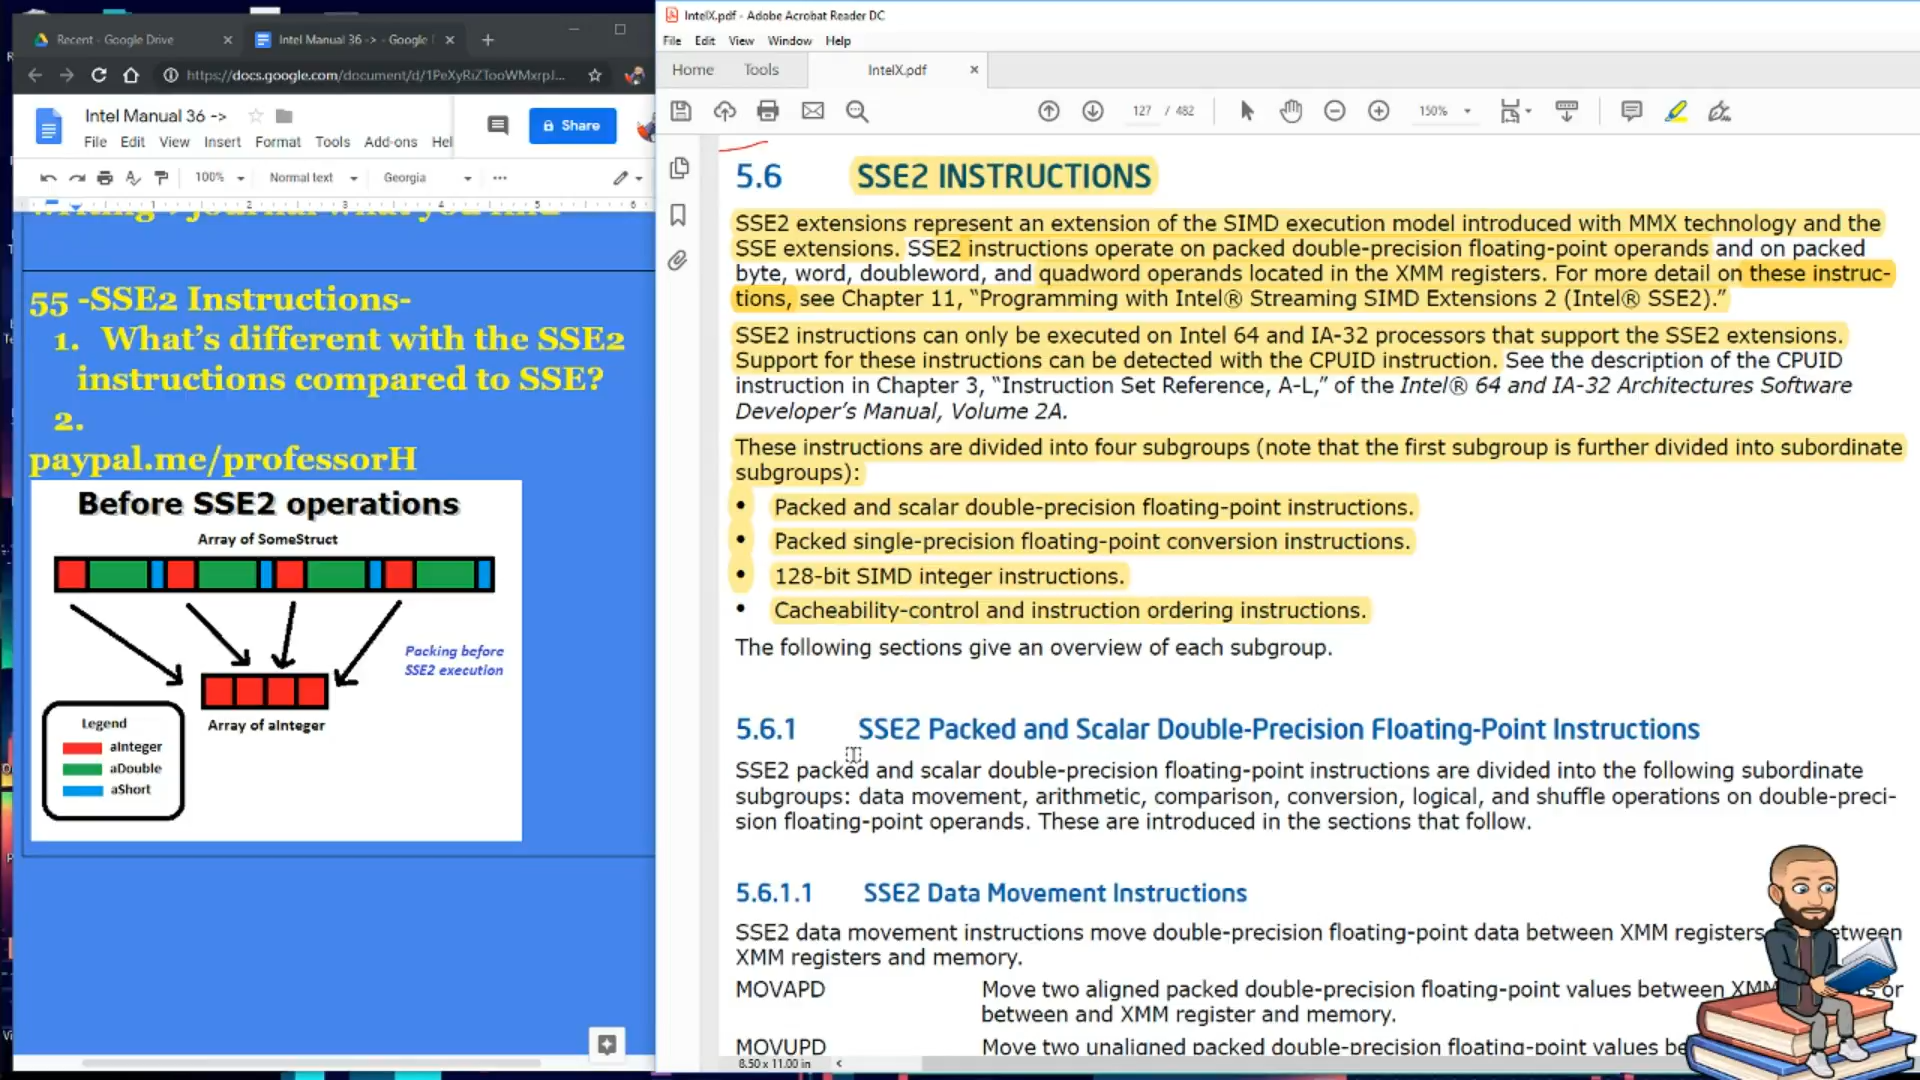 Recent - Google Drive
Intel Manual 36 -> - Google
https://docs.google.com/document/d/1PeXyRiZTooWMxrpJ...
Intel Manual 36 ->
Share
File Edit View Insert Format Tools Add-ons Hel
100% Normal text Georgia
1 2 3 4 5 6
writing + journal what you find
55 -SSE2 Instructions-
1. What's different with the SSE2
instructions compared to SSE?
2.
paypal.me/professorH
Before SSE2 operations
Array of SomeStruct
Packing before
SSE2 execution
Array of aInteger
Legend
aInteger
aDouble
aShort
IntelX.pdf - Adobe Acrobat Reader DC
File Edit View Window Help
Home Tools IntelX.pdf
127 / 482 150%
5.6 SSE2 INSTRUCTIONS
SSE2 extensions represent an extension of the SIMD execution model introduced with MMX technology and the
SSE extensions. SSE2 instructions operate on packed double-precision floating-point operands and on packed
byte, word, doubleword, and quadword operands located in the XMM registers. For more detail on these instruc-
tions, see Chapter 11, “Programming with Intel® Streaming SIMD Extensions 2 (Intel® SSE2).”
SSE2 instructions can only be executed on Intel 64 and IA-32 processors that support the SSE2 extensions.
Support for these instructions can be detected with the CPUID instruction. See the description of the CPUID
instruction in Chapter 3, “Instruction Set Reference, A-L,” of the Intel® 64 and IA-32 Architectures Software
Developer’s Manual, Volume 2A.
These instructions are divided into four subgroups (note that the first subgroup is further divided into subordinate
subgroups):
• Packed and scalar double-precision floating-point instructions.
• Packed single-precision floating-point conversion instructions.
• 128-bit SIMD integer instructions.
• Cacheability-control and instruction ordering instructions.
The following sections give an overview of each subgroup.
5.6.1 SSE2 Packed and Scalar Double-Precision Floating-Point Instructions
SSE2 packed and scalar double-precision floating-point instructions are divided into the following subordinate
subgroups: data movement, arithmetic, comparison, conversion, logical, and shuffle operations on double-preci-
sion floating-point operands. These are introduced in the sections that follow.
5.6.1.1 SSE2 Data Movement Instructions
SSE2 data movement instructions move double-precision floating-point data between XMM registers etween
XMM registers and memory.
MOVAPD Move two aligned packed double-precision floating-point values between XMM or
between and XMM register and memory.
MOVUPD Move two unaligned packed double-precision floating-point values be
8.50 x 11.00 in